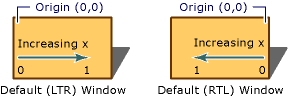 Origin (0,0)
Origin (0,0)
Increasing x
0 1
Increasing x
1 0
Default (LTR) Window
Default (RTL) Window